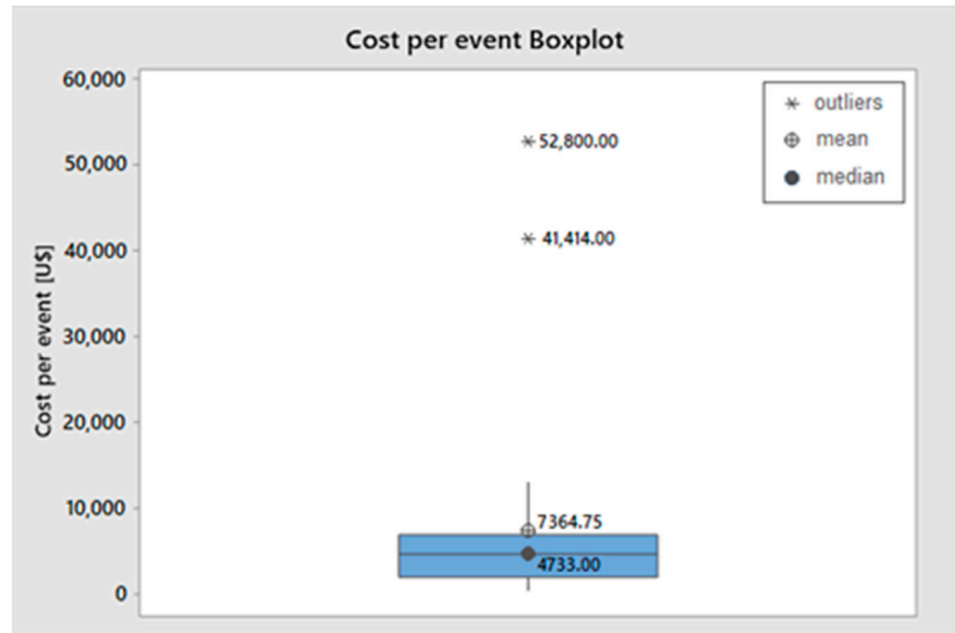 Cost per event Boxplot
60,000
50,000
40,000
30,000
20,000
10,000
0
Cost per event [U$]
outliers
mean
median
52,800.00
41,414.00
7364.75
4733.00